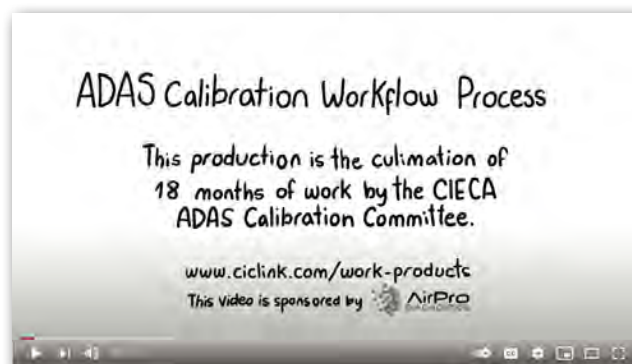 ADAS Calibration Workflow Process
This production is the culimation of
18 months of work by the CIECA
ADAS Calibration Committee.
www.ciclink.com/work-products
This video is sponsored by AirPro
DIAGNOSTICS